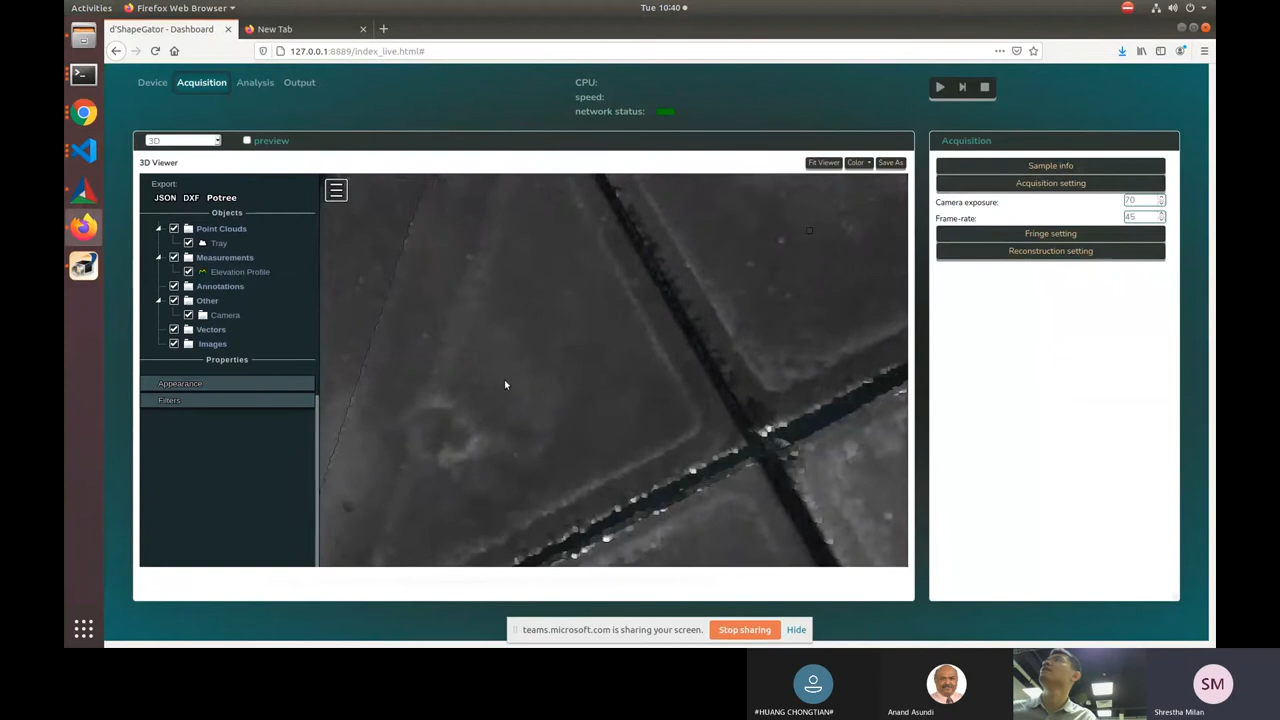 Activities
Firefox Web Browser
Tue 10:40
d'ShapeGator - Dashboard
New Tab
127.0.0.1:8889/index_live.html#
Device
Acquisition
Analysis
Output
CPU:
speed:
network status:
3D
preview
3D Viewer
Fit Viewer
Color
Save As
Export:
JSON DXF Potree
Objects
Point Clouds
Tray
Measurements
Elevation Profile
Annotations
Other
Camera
Vectors
Images
Properties
Appearance
Filters
Acquisition
Sample info
Acquisition setting
Camera exposure: 70
Frame-rate: 45
Fringe setting
Reconstruction setting
teams.microsoft.com is sharing your screen.
Stop sharing
Hide
#HUANG CHONGTIAN#
Anand Asundi
SM
Shrestha Milan